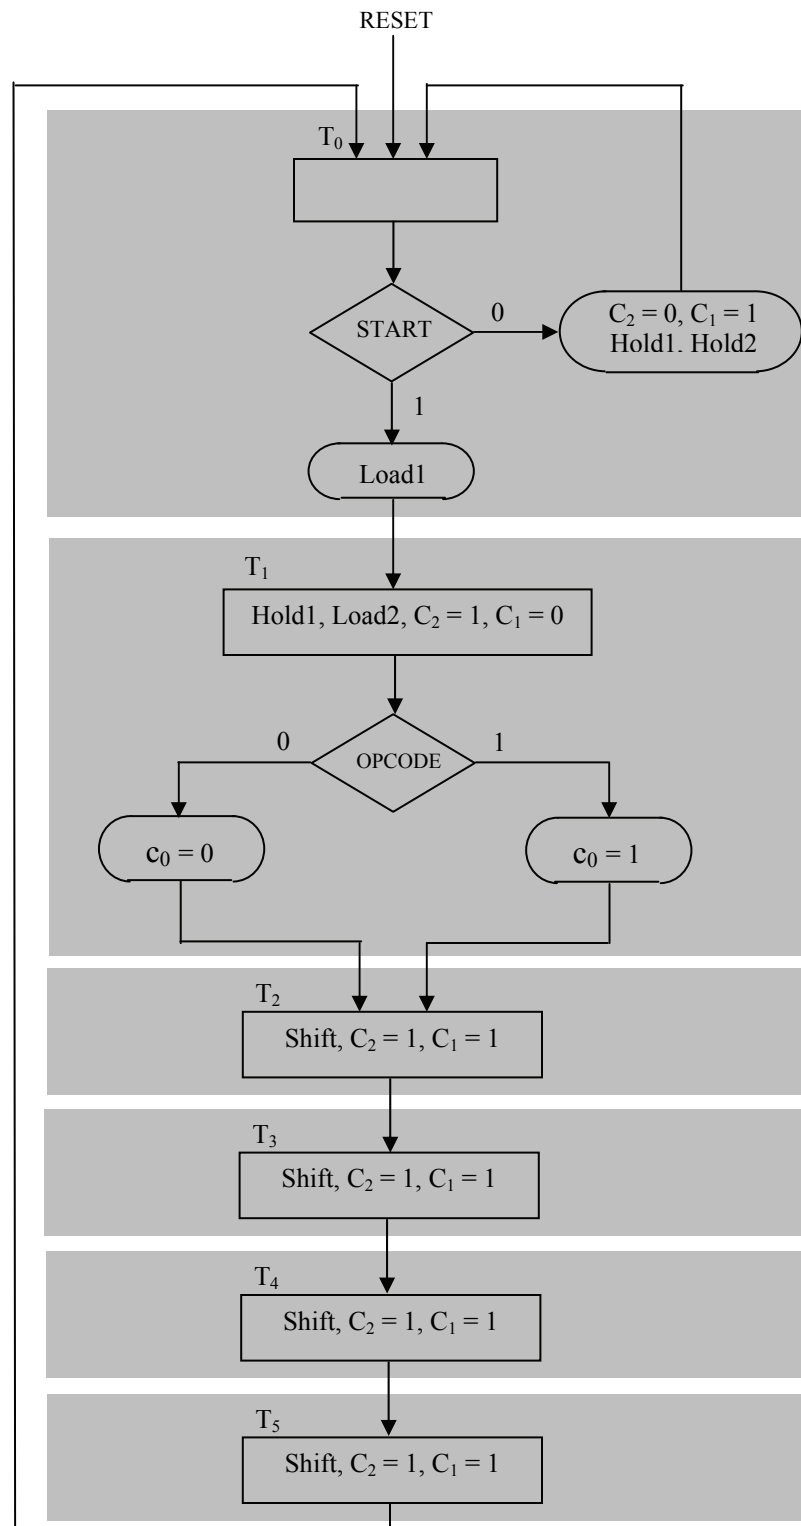 RESET
T₀
START
0
C₂ = 0, C₁ = 1
Hold1, Hold2
1
Load1
T₁
Hold1, Load2, C₂ = 1, C₁ = 0
0
OPCODE
1
c₀ = 0
c₀ = 1
T₂
Shift, C₂ = 1, C₁ = 1
T₃
Shift, C₂ = 1, C₁ = 1
T₄
Shift, C₂ = 1, C₁ = 1
T₅
Shift, C₂ = 1, C₁ = 1